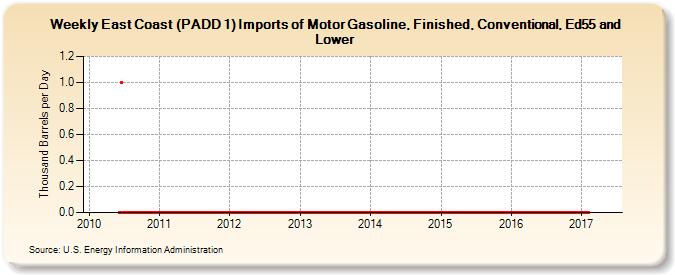 Weekly East Coast (PADD 1) Imports of Motor Gasoline, Finished, Conventional, Ed55 and
Lower
Thousand Barrels per Day
1.2
1.0
0.8
0.6
0.4
0.2
0.0
2010 2011 2012 2013 2014 2015 2016 2017
Source: U.S. Energy Information Administration